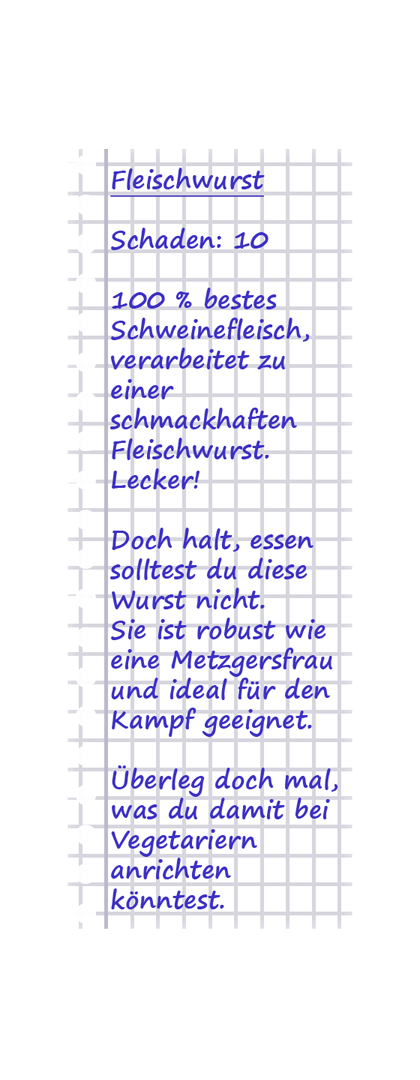 Fleischwurst
Schaden: 10
100 % bestes
Schweinefleisch,
verarbeitet zu
einer
schmackhaften
Fleischwurst.
Lecker!
Doch halt, essen
solltest du diese
Wurst nicht.
Sie ist robust wie
eine Metzgersfrau
und ideal für den
Kampf geeignet.
Überleg doch mal,
was du damit bei
Vegetariern
anrichten
könntest.